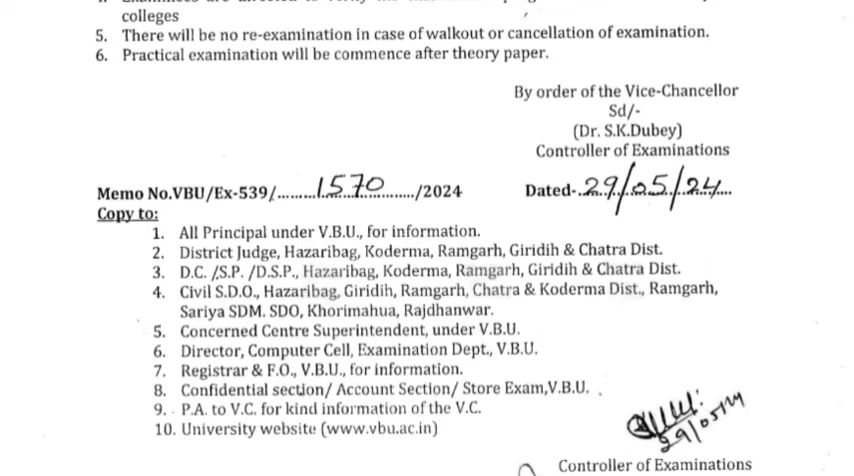 colleges
5. There will be no re-examination in case of walkout or cancellation of examination.
6. Practical examination will be commence after theory paper.
By order of the Vice-Chancellor
Sd/-
(Dr. S.K.Dubey)
Controller of Examinations
Memo No.VBU/Ex-539/.........1570............/2024 Dated-..29/05/24....
Copy to:
1. All Principal under V.B.U., for information.
2. District Judge, Hazaribag, Koderma, Ramgarh, Giridih & Chatra Dist.
3. D.C. /S.P. /D.S.P., Hazaribag, Koderma, Ramgarh, Giridih & Chatra Dist.
4. Civil S.D.O., Hazaribag, Giridih, Ramgarh, Chatra & Koderma Dist., Ramgarh,
Sariya SDM. SDO, Khorimahua, Rajdhanwar.
5. Concerned Centre Superintendent, under V.B.U.
6. Director, Computer Cell, Examination Dept., V.B.U.
7. Registrar & F.O., V.B.U., for information.
8. Confidential section/ Account Section/ Store Exam,V.B.U.
9. P.A. to V.C. for kind information of the V.C.
10. University website (www.vbu.ac.in)
29/05/24
Controller of Examinations